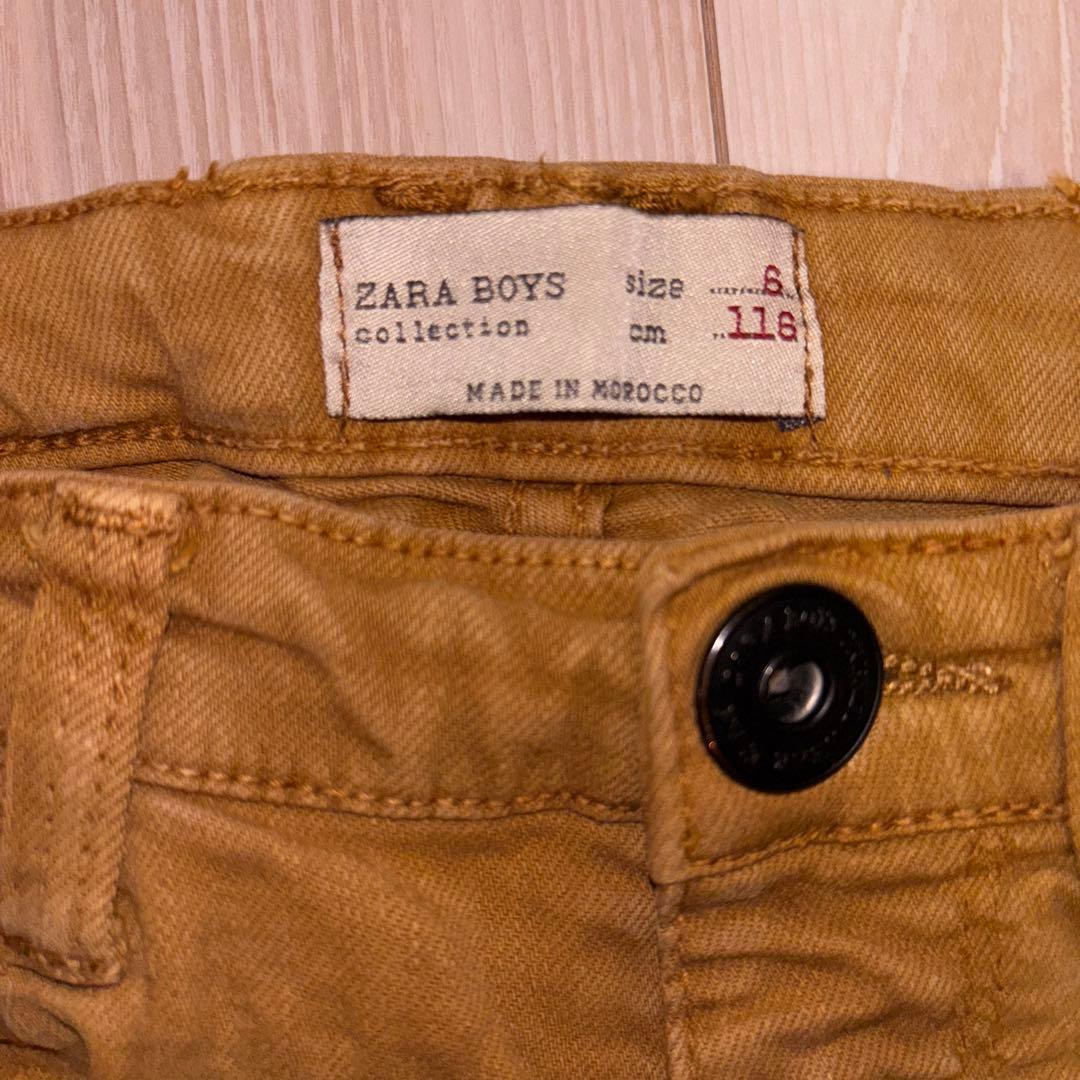 ZARA BOYS size 6
collection cm 116
MADE IN MOROCCO